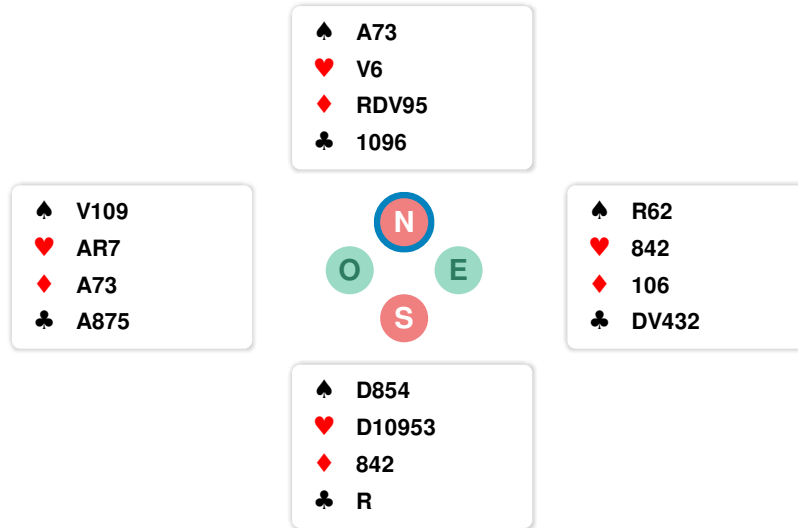 ♠ A73
♥ V6
♦ RDV95
♣ 1096
♠ V109
♥ AR7
♦ A73
♣ A875
N
O E
S
♠ R62
♥ 842
♦ 106
♣ DV432
♠ D854
♥ D10953
♦ 842
♣ R